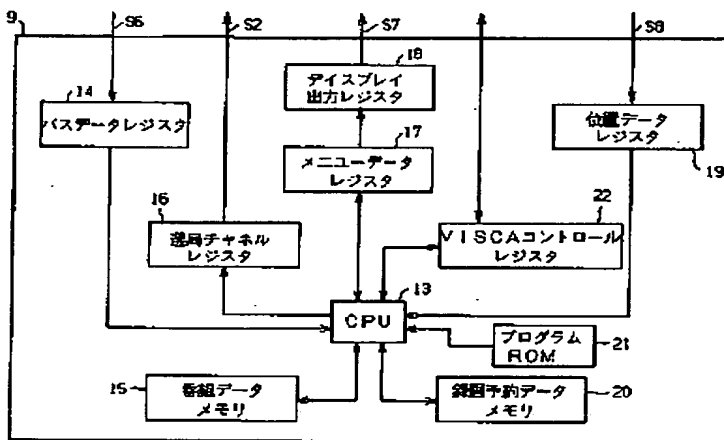 9
S6
S2
S7
S8
18
ディスプレイ
出力レジスタ
14
バスデータレジスタ
17
メニューデータ
レジスタ
位置データ
レジスタ
19
16
選局チャネル
レジスタ
22
VISCAコントロール
レジスタ
13
CPU
プログラム
ROM
21
15
番組データ
メモリ
録画予約データ
メモリ
20